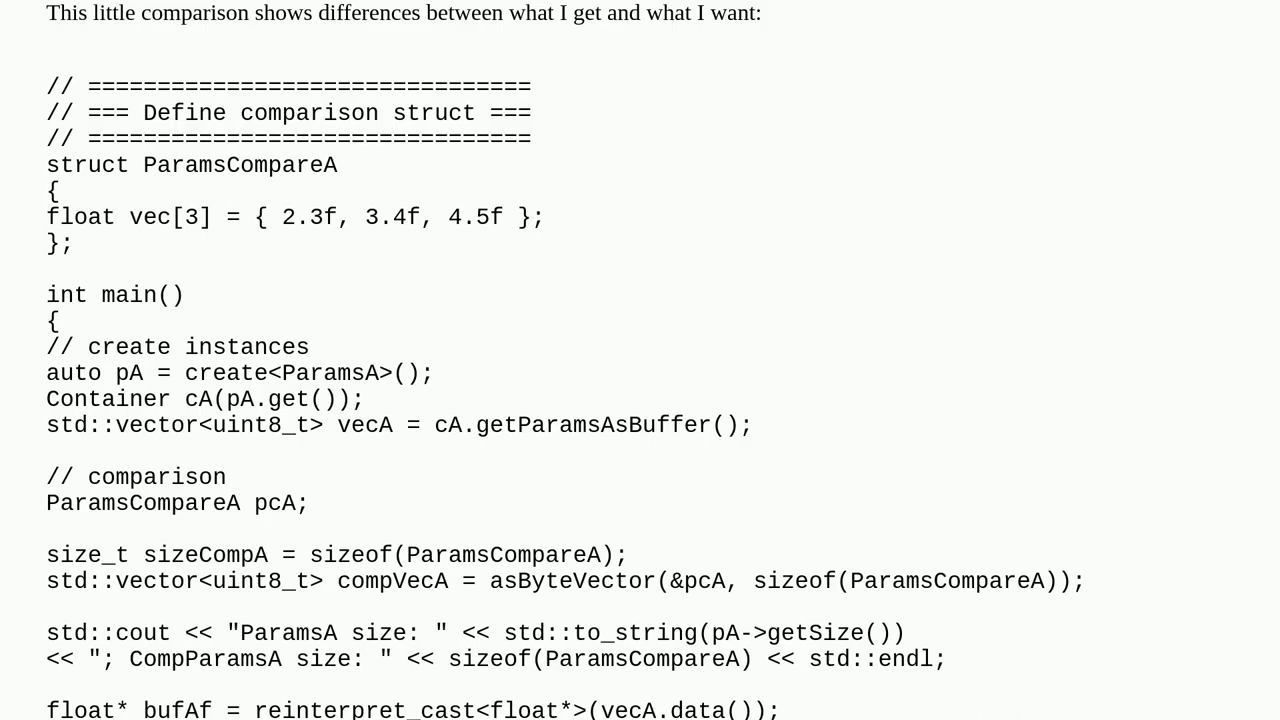 This little comparison shows differences between what I get and what I want:
// ================================
// === Define comparison struct ===
// ================================
struct ParamsCompareA
{
float vec[3] = { 2.3f, 3.4f, 4.5f };
};
int main()
{
// create instances
auto pA = create<ParamsA>();
Container cA(pA.get());
std::vector<uint8_t> vecA = cA.getParamsAsBuffer();
// comparison
ParamsCompareA pcA;
size_t sizeCompA = sizeof(ParamsCompareA);
std::vector<uint8_t> compVecA = asByteVector(&pcA, sizeof(ParamsCompareA));
std::cout << "ParamsA size: " << std::to_string(pA->getSize())
<< "; CompParamsA size: " << sizeof(ParamsCompareA) << std::endl;
float* bufAf = reinterpret_cast<float*>(vecA.data());